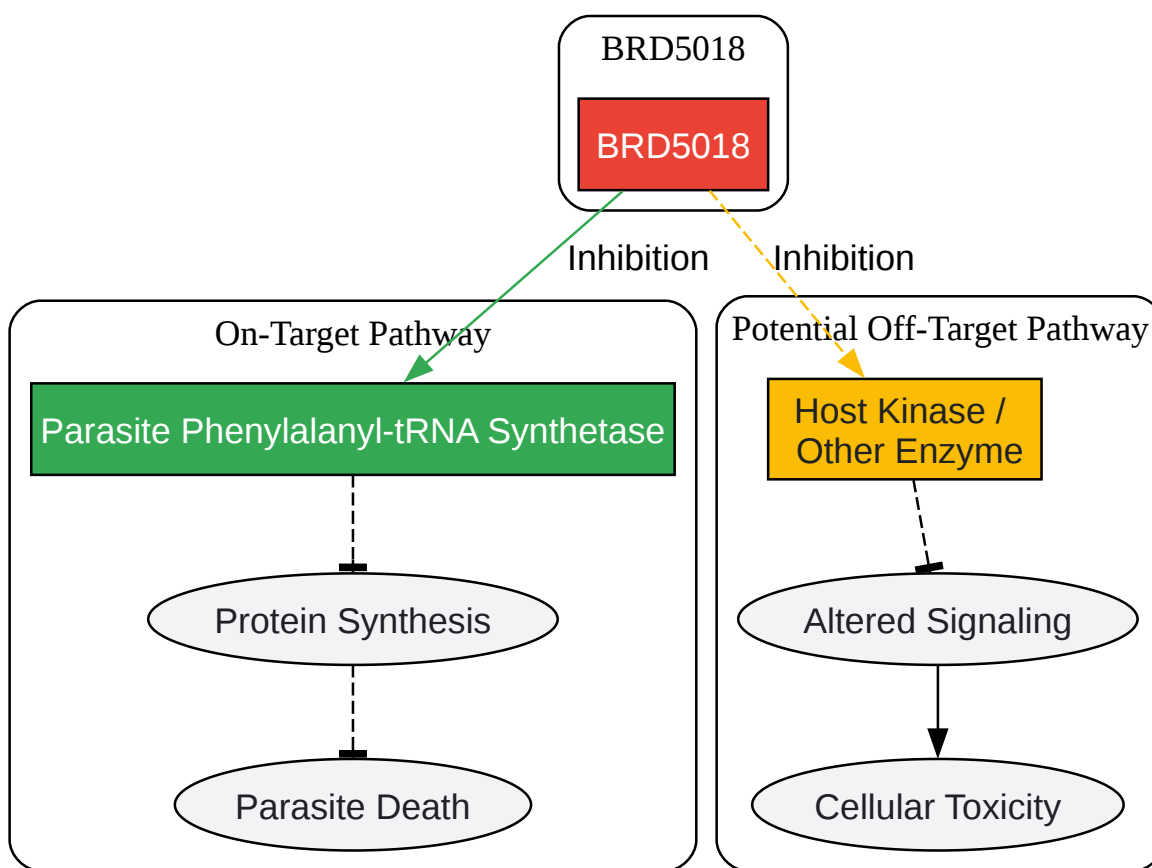 BRD5018
BRD5018
Inhibition
Inhibition
On-Target Pathway
Potential Off-Target Pathway
Parasite Phenylalanyl-tRNA Synthetase
Host Kinase /
Other Enzyme
Protein Synthesis
Altered Signaling
Parasite Death
Cellular Toxicity